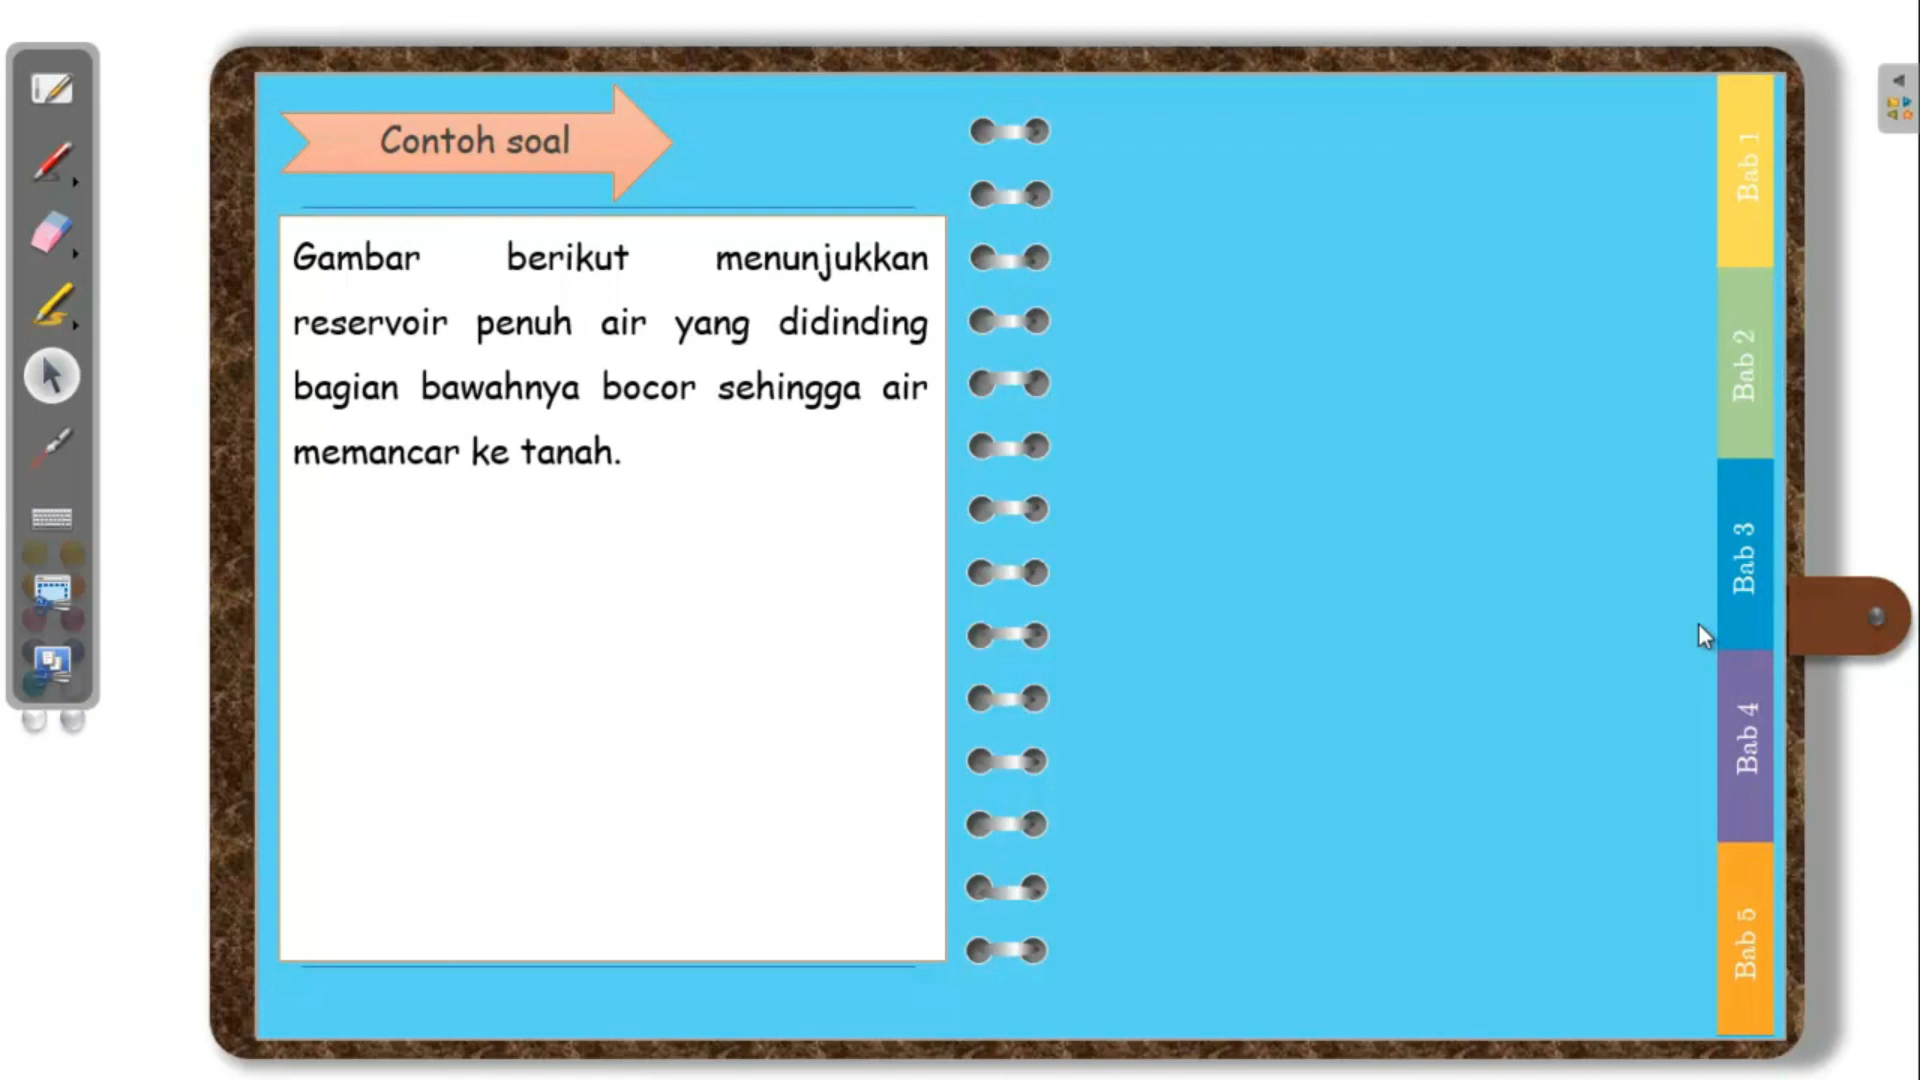 Contoh soal
Gambar berikut menunjukkan
reservoir penuh air yang didinding
bagian bawahnya bocor sehingga air
memancar ke tanah.
Bab 1
Bab 2
Bab 3
Bab 4
Bab 5